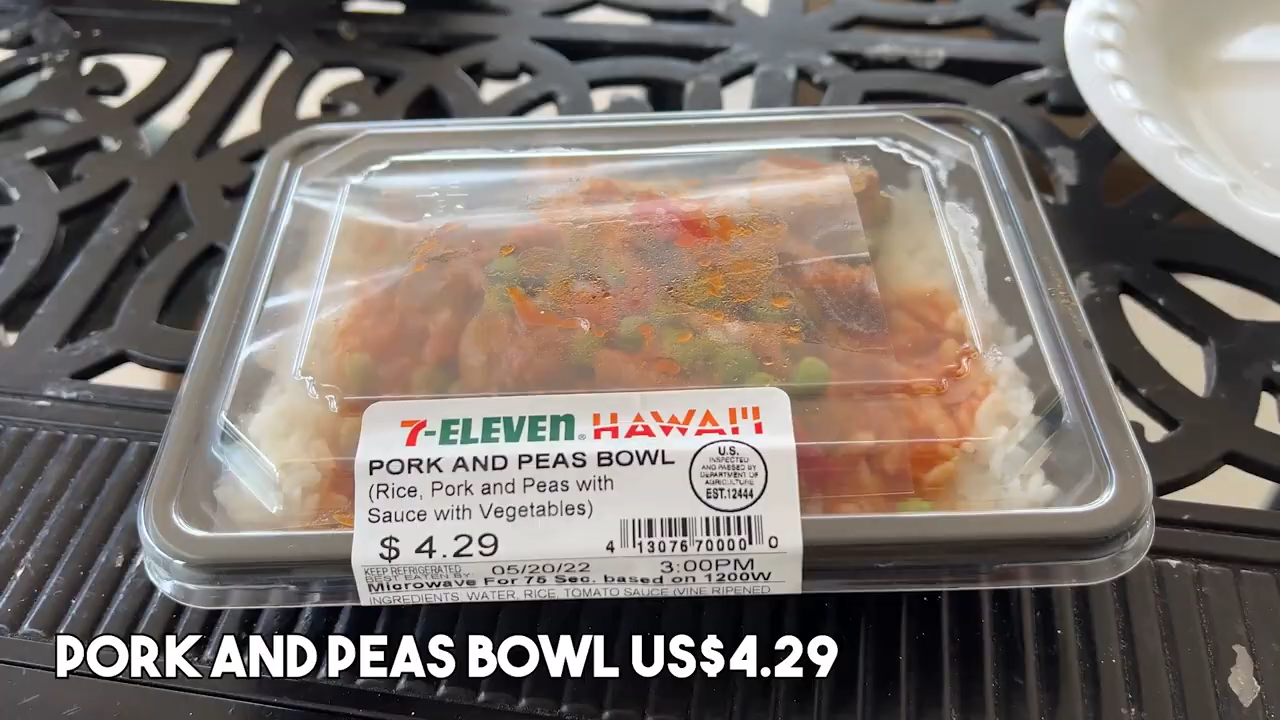 7-ELEVEN® HAWAI'I
PORK AND PEAS BOWL
(Rice, Pork and Peas with
Sauce with Vegetables)
U.S.
INSPECTED
AND PASSED BY
DEPARTMENT OF
AGRICULTURE
EST.12444
$ 4.29
4 13076 70000 0
KEEP REFRIGERATED
BEST EATEN BY
05/20/22 3:00PM
Microwave For 75 Sec. based on 1200W
INGREDIENTS WATER, RICE, TOMATO SAUCE (VINE RIPENED
PORK AND PEAS BOWL US$4.29